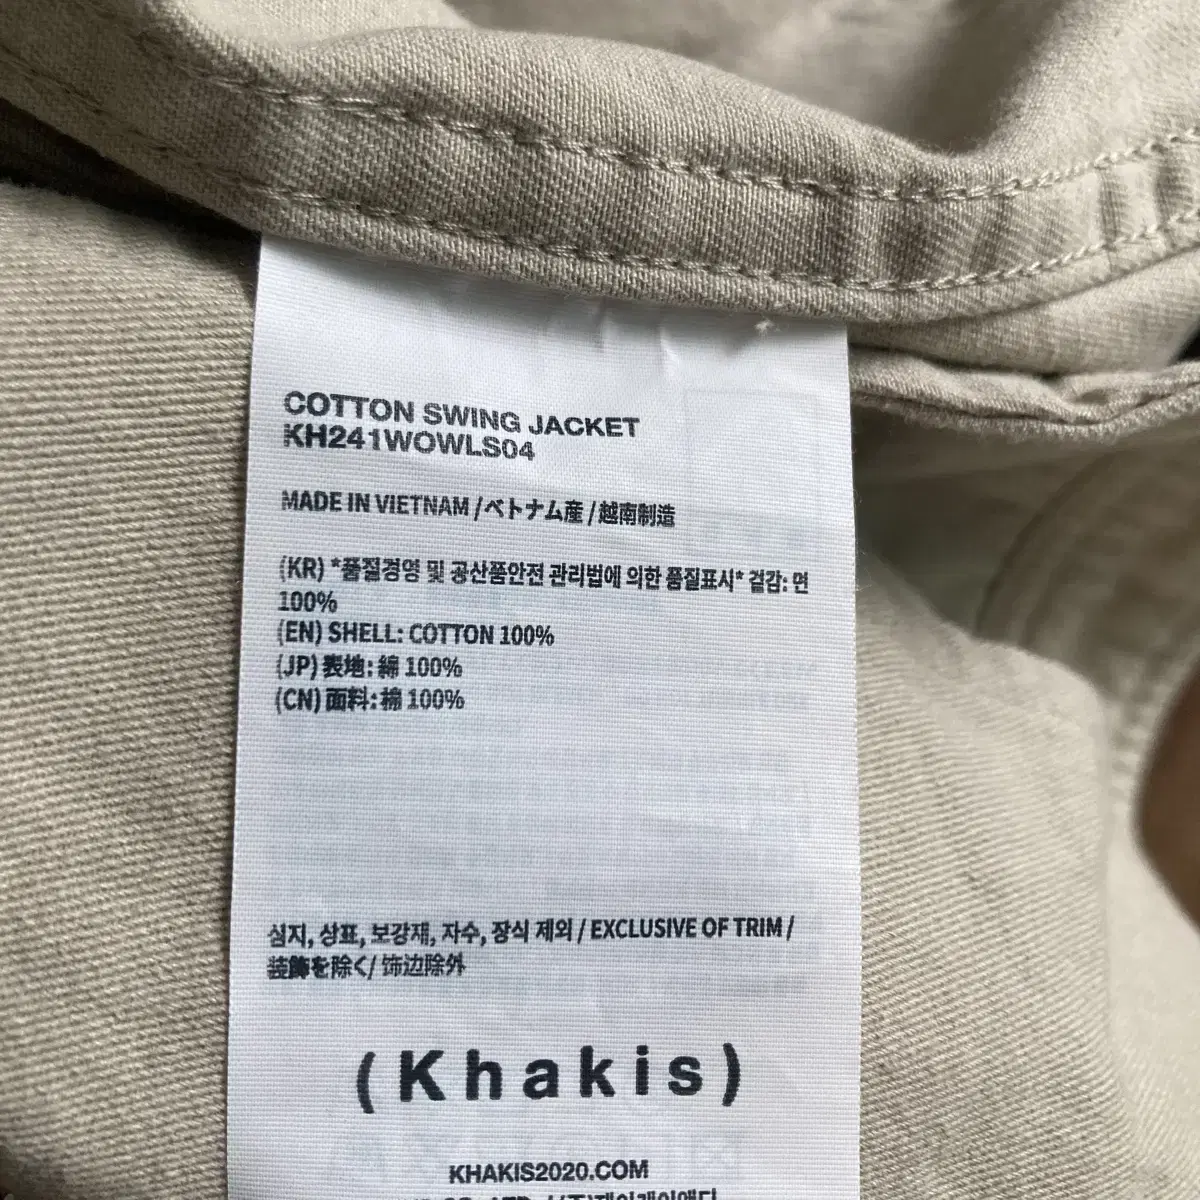 COTTON SWING JACKET
KH241WOWLS04
MADE IN VIETNAM / ベトナム産 / 越南制造
(KR) *품질경영 및 공산품안전 관리법에 의한 품질표시* 겉감: 면
100%
(EN) SHELL: COTTON 100%
(JP) 表地: 綿 100%
(CN) 面料: 棉 100%
심지, 상표, 보강재, 자수, 장식 제외 / EXCLUSIVE OF TRIM /
装飾を除く/ 饰边除外
(Khakis)
KHAKIS2020.COM